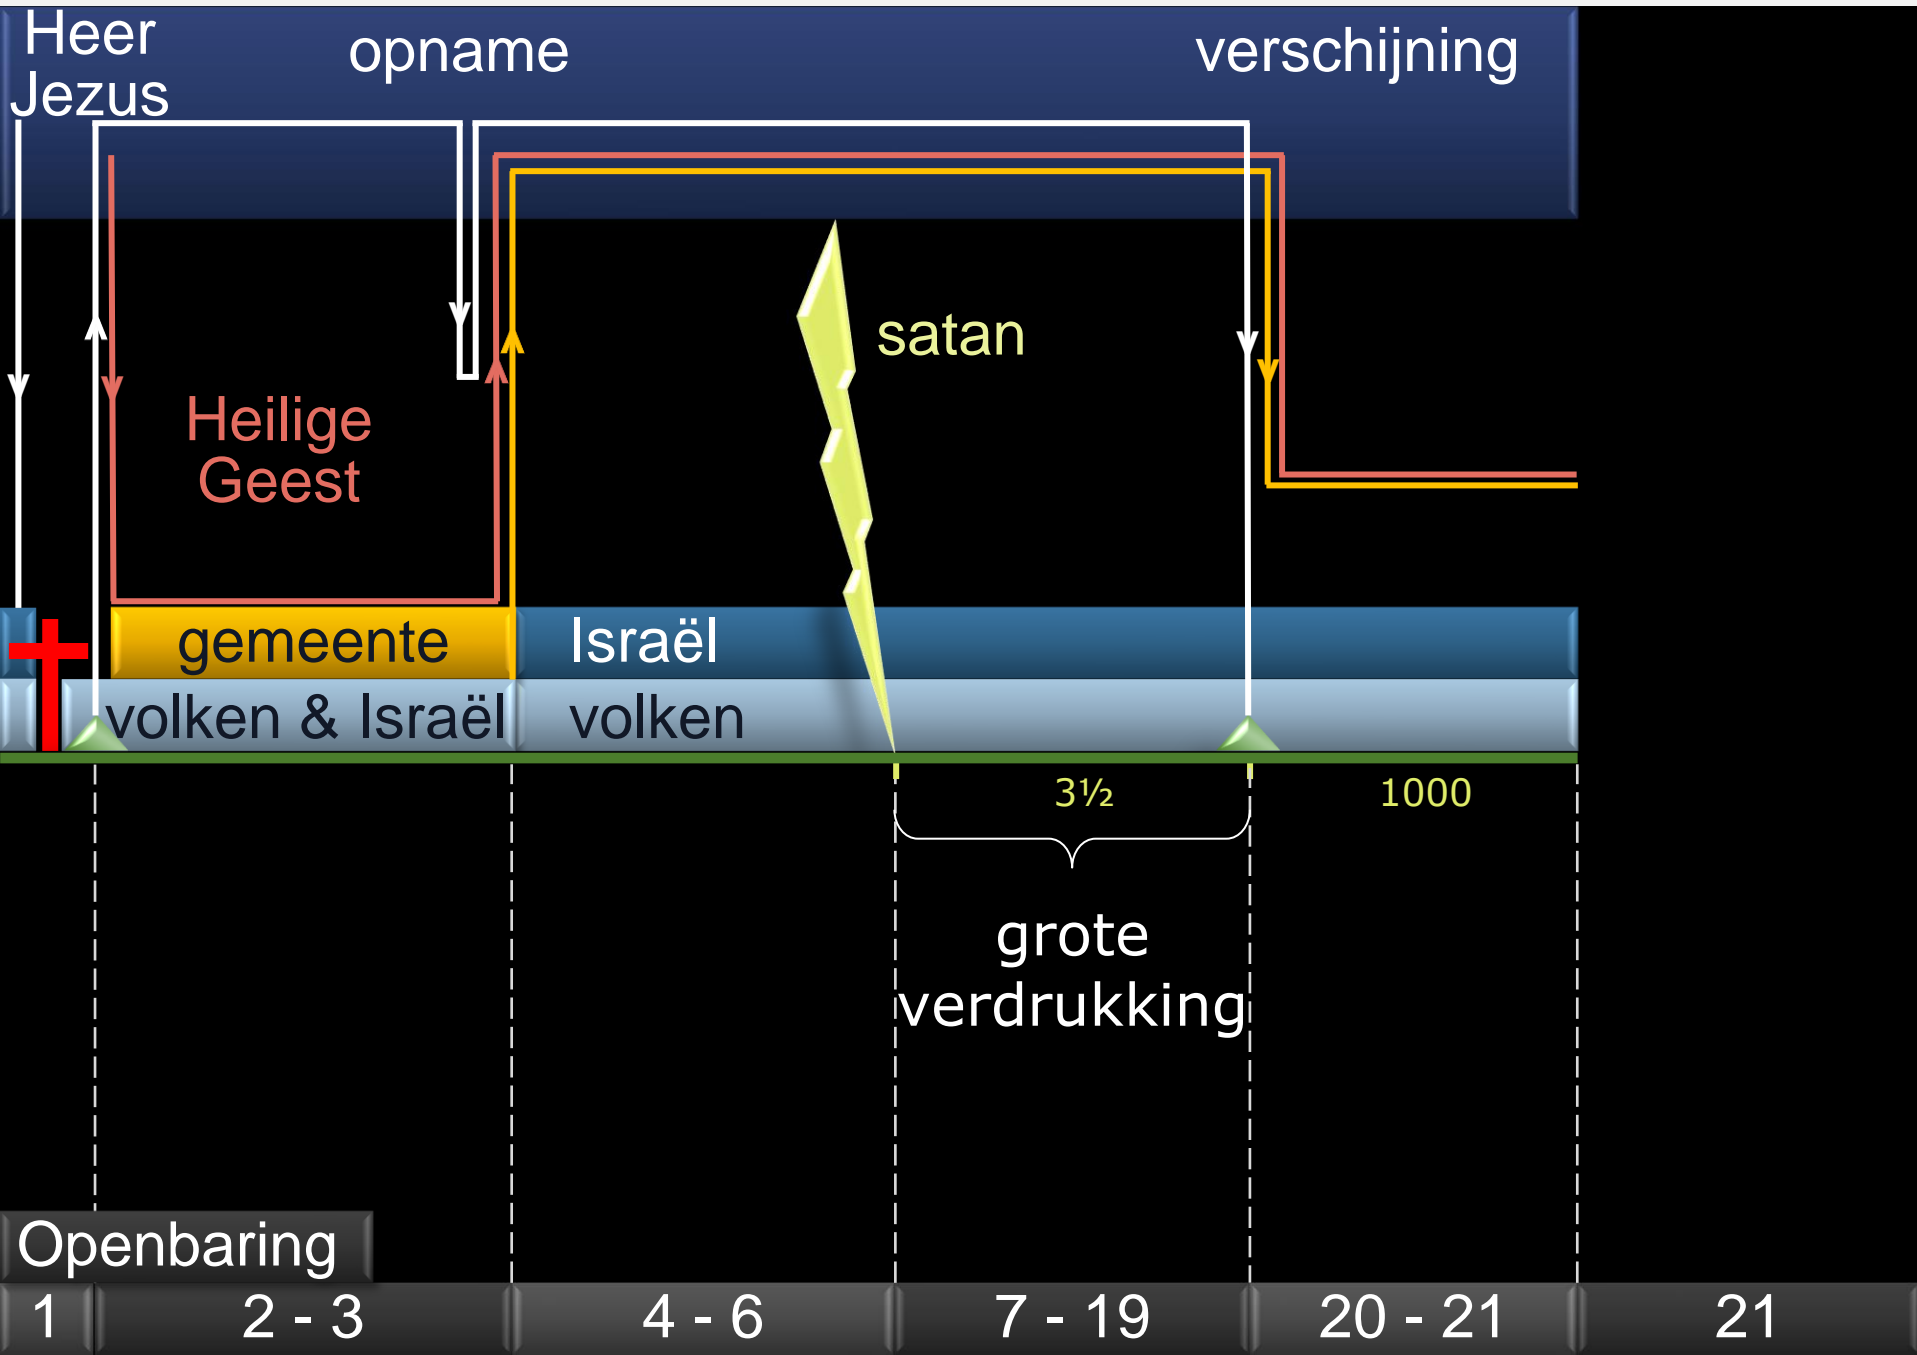 Heer
Jezus
opname
verschijning
satan
Heilige
Geest
gemeente
Israël
volken & Israël
volken
3½
1000
grote
verdrukking
Openbaring
1
2 - 3
4 - 6
7 - 19
20 - 21
21